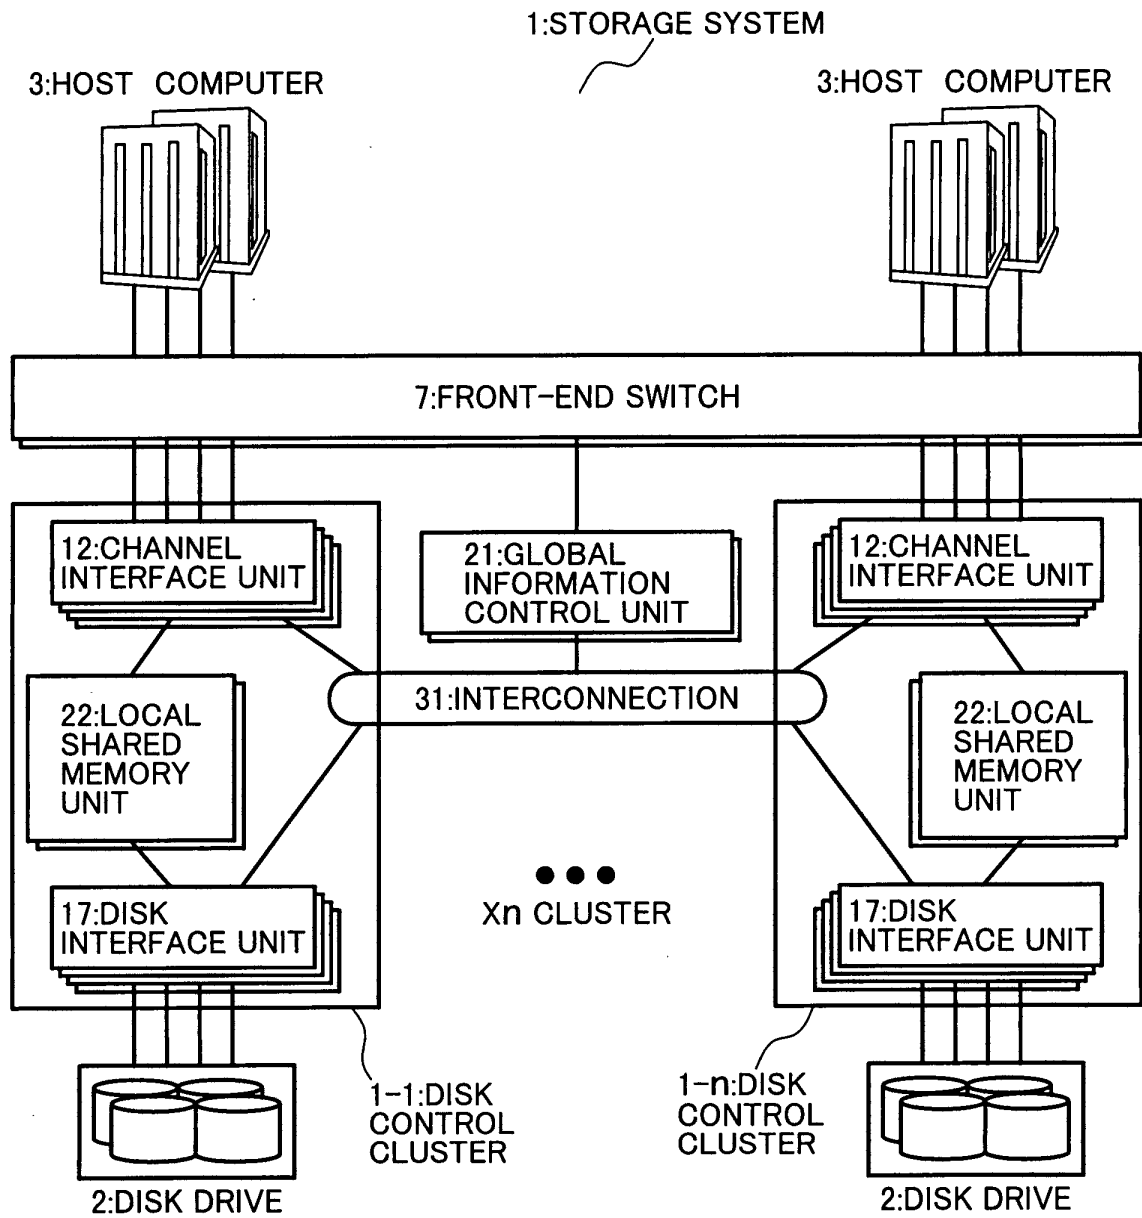 1:STORAGE SYSTEM
3:HOST COMPUTER
3:HOST COMPUTER
7:FRONT-END SWITCH
12:CHANNEL
INTERFACE UNIT
21:GLOBAL
INFORMATION
CONTROL UNIT
12:CHANNEL
INTERFACE UNIT
31:INTERCONNECTION
22:LOCAL
SHARED
MEMORY
UNIT
22:LOCAL
SHARED
MEMORY
UNIT
Xn CLUSTER
17:DISK
INTERFACE UNIT
17:DISK
INTERFACE UNIT
1-1:DISK
CONTROL
CLUSTER
1-n:DISK
CONTROL
CLUSTER
2:DISK DRIVE
2:DISK DRIVE